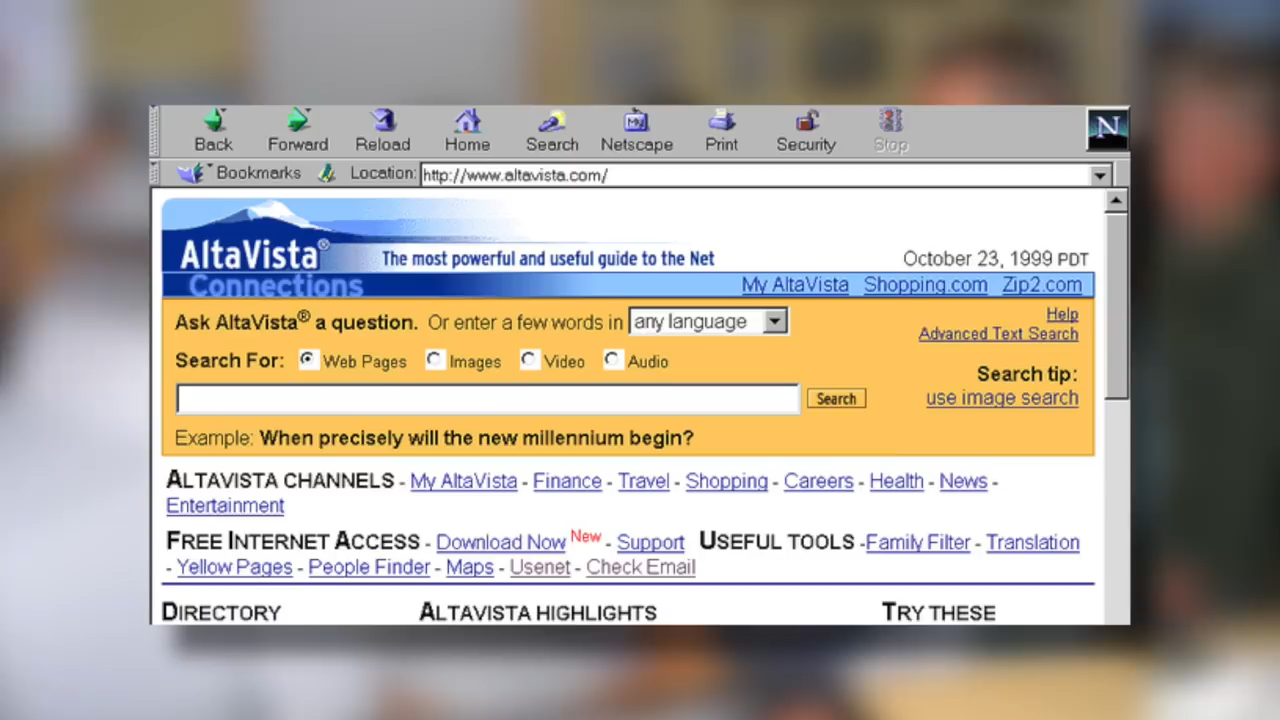 Back Forward Reload Home Search Netscape Print Security Stop
N
Bookmarks Location: http://www.altavista.com/
AltaVista® The most powerful and useful guide to the Net October 23, 1999 PDT
Connections My AltaVista Shopping.com Zip2.com
Ask AltaVista® a question. Or enter a few words in any language Help
Advanced Text Search
Search For: Web Pages Images Video Audio
Search tip:
Search use image search
Example: When precisely will the new millennium begin?
ALTAVISTA CHANNELS - My AltaVista - Finance - Travel - Shopping - Careers - Health - News -
Entertainment
FREE INTERNET ACCESS - Download Now New - Support USEFUL TOOLS -Family Filter - Translation
- Yellow Pages - People Finder - Maps - Usenet - Check Email
DIRECTORY ALTAVISTA HIGHLIGHTS TRY THESE